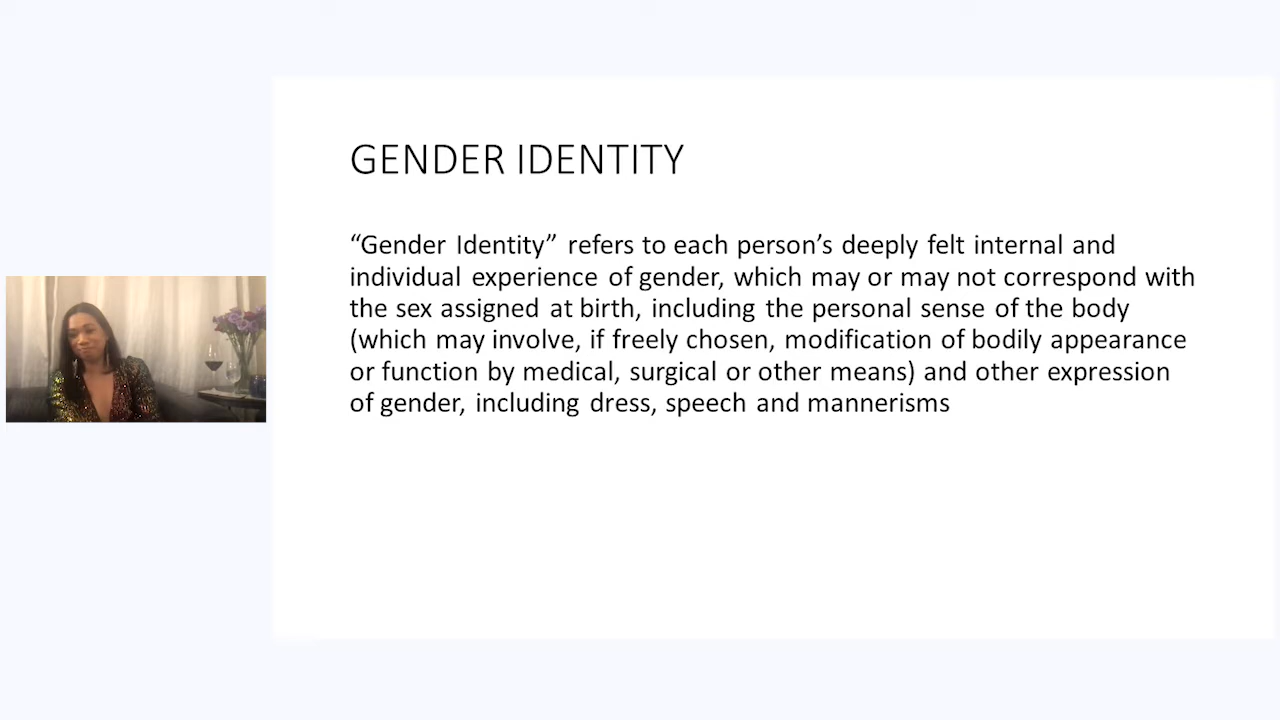 GENDER IDENTITY
“Gender Identity” refers to each person’s deeply felt internal and
individual experience of gender, which may or may not correspond with
the sex assigned at birth, including the personal sense of the body
(which may involve, if freely chosen, modification of bodily appearance
or function by medical, surgical or other means) and other expression
of gender, including dress, speech and mannerisms